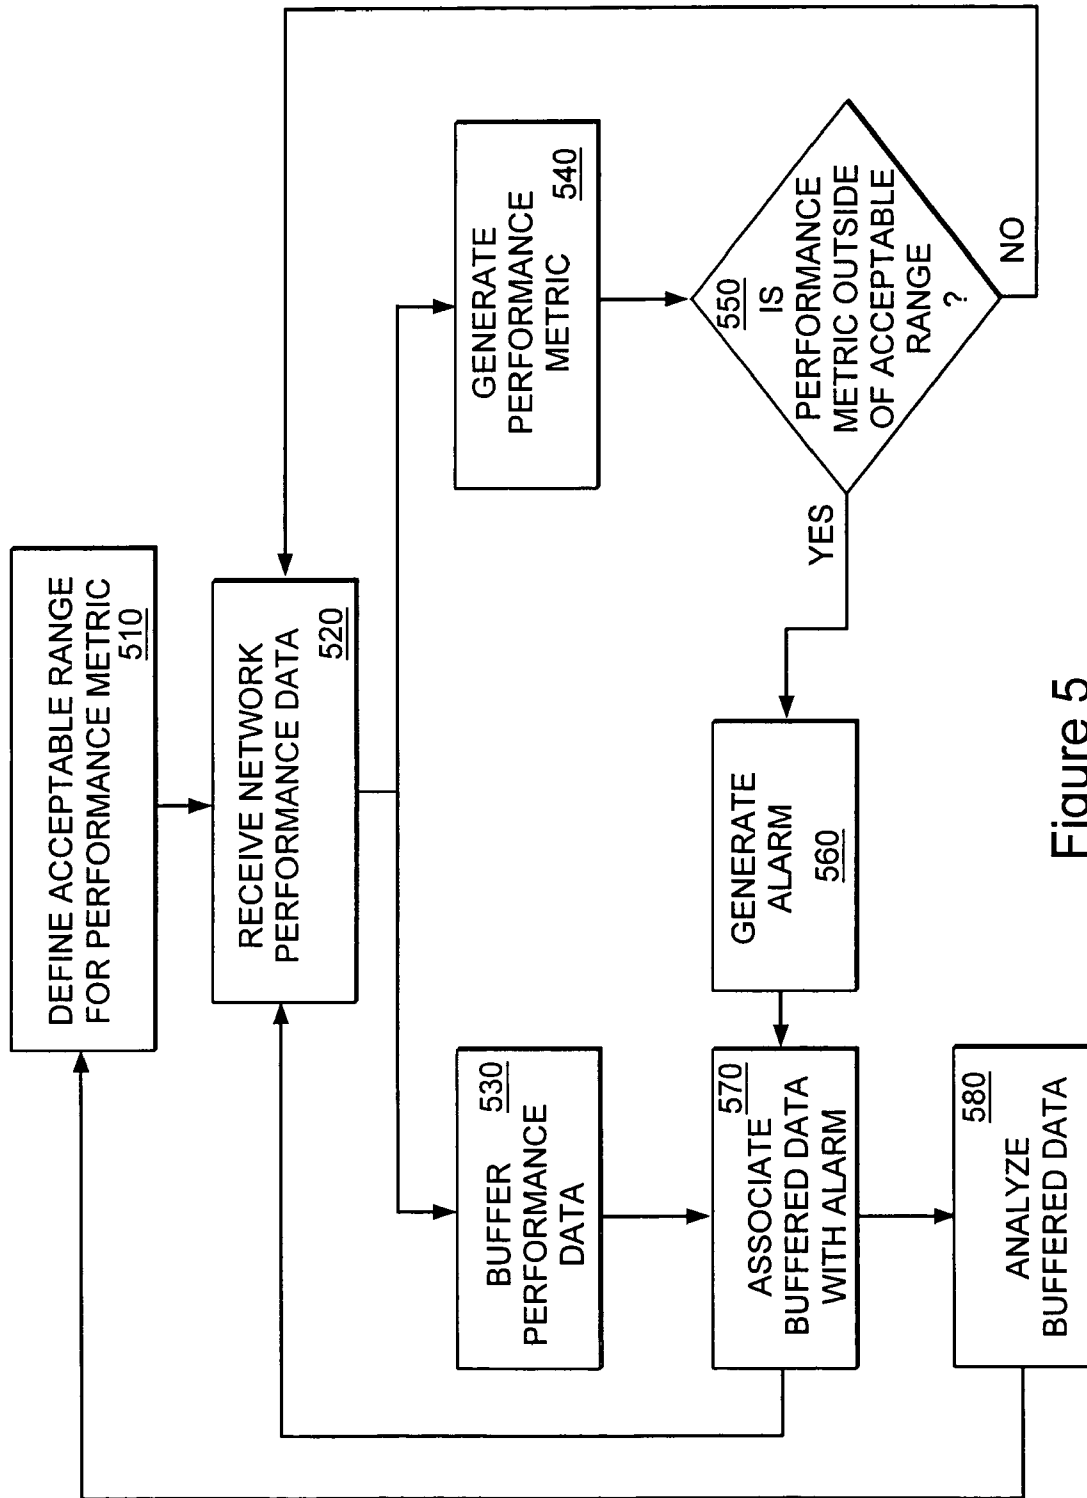 DEFINE ACCEPTABLE RANGE
FOR PERFORMANCE METRIC
510
RECEIVE NETWORK
PERFORMANCE DATA
520
BUFFER
PERFORMANCE
DATA
530
GENERATE
PERFORMANCE
METRIC
540
550
IS
PERFORMANCE
METRIC OUTSIDE
OF ACCEPTABLE
RANGE
?
YES
NO
GENERATE
ALARM
560
570
ASSOCIATE
BUFFERED DATA
WITH ALARM
580
ANALYZE
BUFFERED DATA
Figure 5